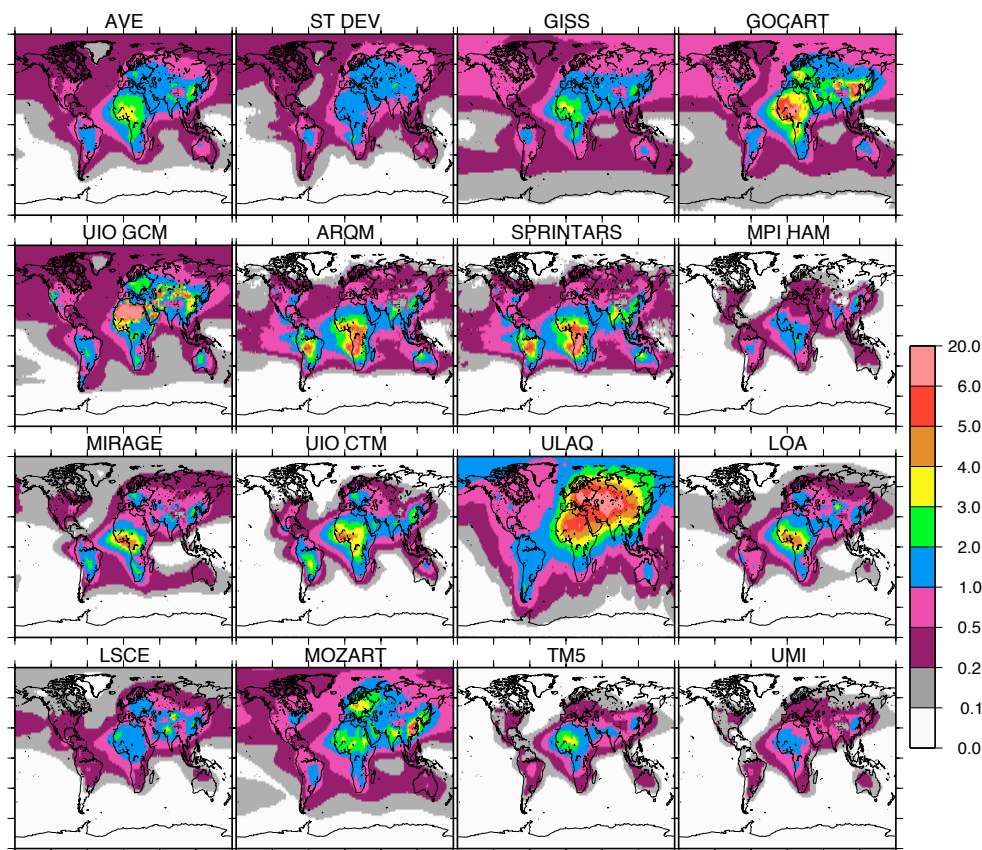 AVE ST DEV GISS GOCART
UIO GCM ARQM SPRINTARS MPI HAM
MIRAGE UIO CTM ULAQ LOA
LSCE MOZART TM5 UMI
20.0
6.0
5.0
4.0
3.0
2.0
1.0
0.5
0.2
0.1
0.0